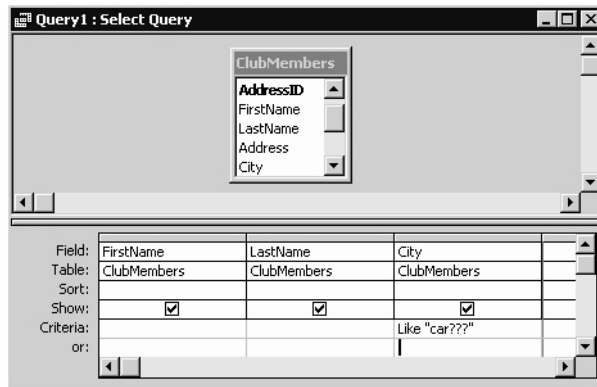 Query1 : Select Query
ClubMembers
AddressID
FirstName
LastName
Address
City
Field: FirstName LastName City
Table: ClubMembers ClubMembers ClubMembers
Sort:
Show:
Criteria: Like "car???"
or: